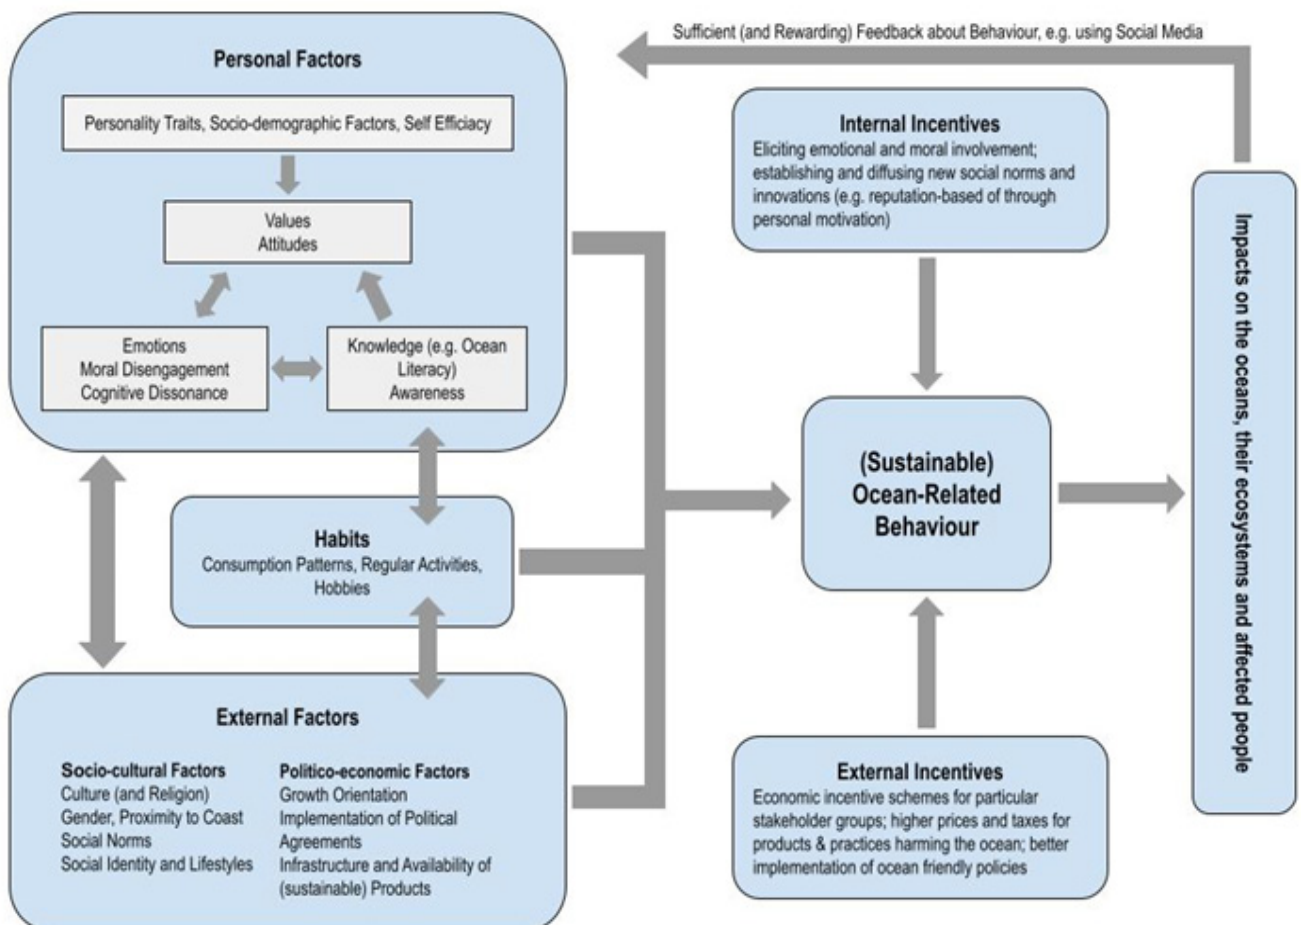 Sufficient (and Rewarding) Feedback about Behaviour, e.g. using Social Media
Personal Factors
Personality Traits, Socio-demographic Factors, Self Efficiacy
Values
Attitudes
Emotions
Moral Disengagement
Cognitive Dissonance
Knowledge (e.g. Ocean
Literacy)
Awareness
Habits
Consumption Patterns, Regular Activities,
Hobbies
External Factors
Socio-cultural Factors
Culture (and Religion)
Gender, Proximity to Coast
Social Norms
Social Identity and Lifestyles
Politico-economic Factors
Growth Orientation
Implementation of Political
Agreements
Infrastructure and Availability of
(sustainable) Products
Internal Incentives
Eliciting emotional and moral involvement;
establishing and diffusing new social norms and
innovations (e.g. reputation-based of through
personal motivation)
(Sustainable)
Ocean-Related
Behaviour
External Incentives
Economic incentive schemes for particular
stakeholder groups; higher prices and taxes for
products & practices harming the ocean; better
implementation of ocean friendly policies
Impacts on the oceans, their ecosystems and affected people